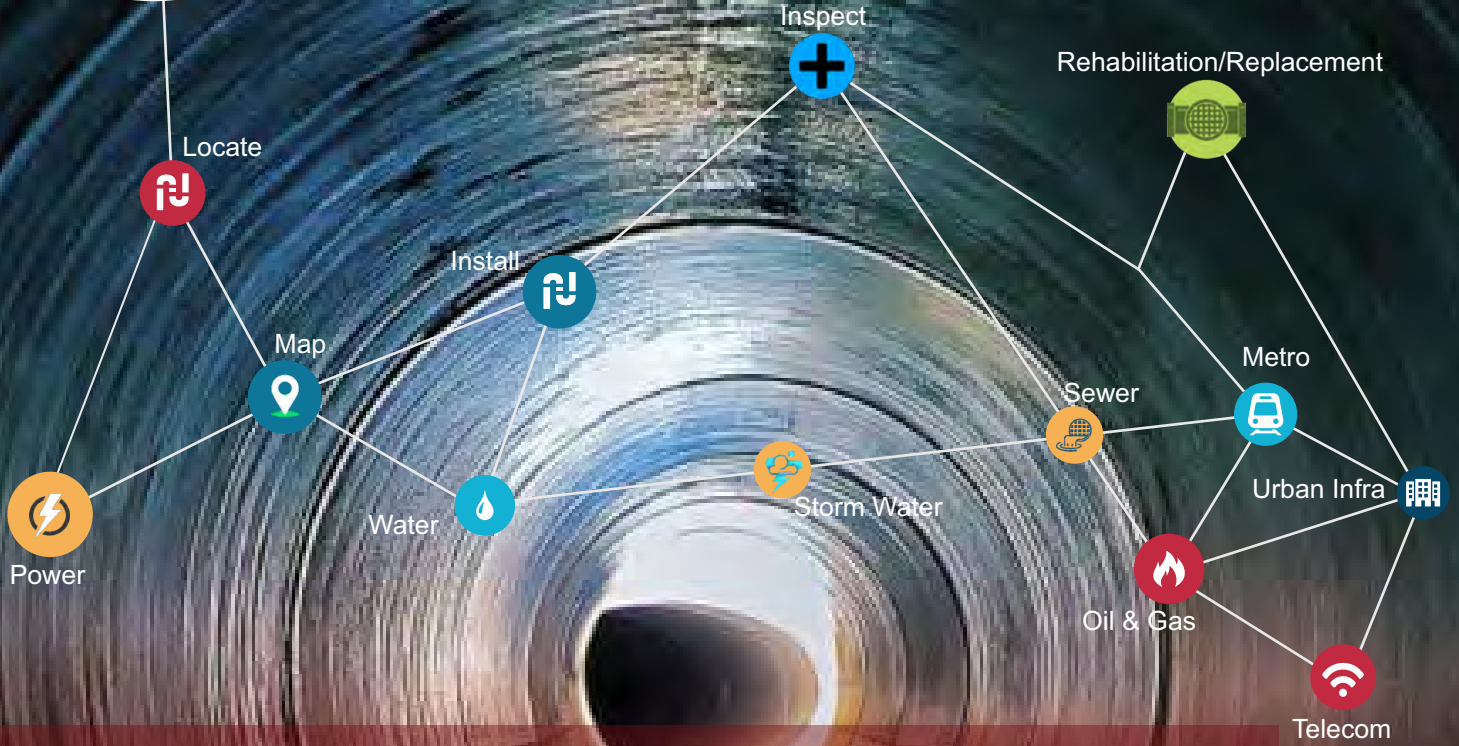 Inspect
Rehabilitation/Replacement
Locate
Install
Map
Metro
Sewer
Urban Infra
Storm Water
Water
Power
Oil & Gas
Telecom